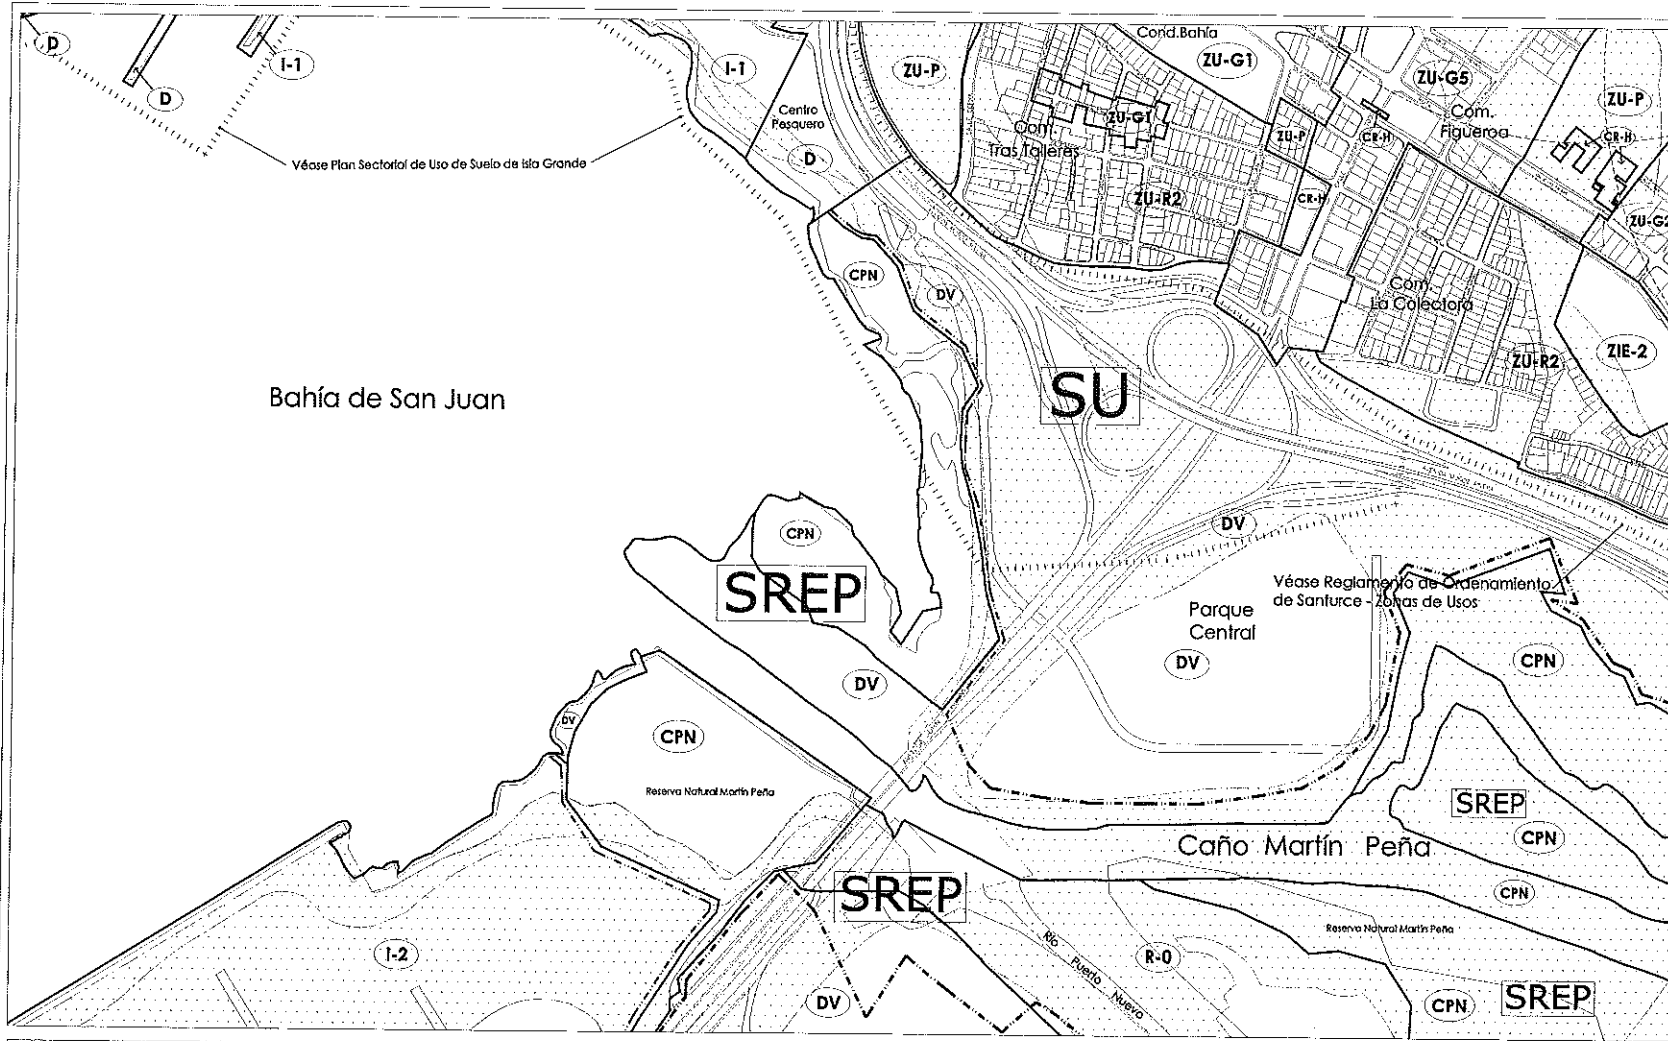 D
I-1
D
Véase Plan Sectorial de Uso de Suelo de Isla Grande
I-1
Centro
Pesquero
D
ZU-P
Cond.Bahía
ZU-G1
ZU-G5
ZU-P
Com.
Tras Talleres
ZU-G1
ZU-P
CR-H
Com.
Figueroa
CR-H
ZU-R2
CR-H
ZU-G2
CPN
DV
Com.
La Colectora
ZU-R2
ZIE-2
Bahía de San Juan
SU
CPN
SREP
DV
DV
Véase Reglamento de Ordenamiento
de Santurce - Zonas de Usos
Parque
Central
DV
CPN
DV
CPN
Reserva Natural Martín Peña
SREP
CPN
Caño Martín Peña
SREP
CPN
Reserva Natural Martín Peña
I-2
Río Puerto Nuevo
R-0
DV
CPN
SREP